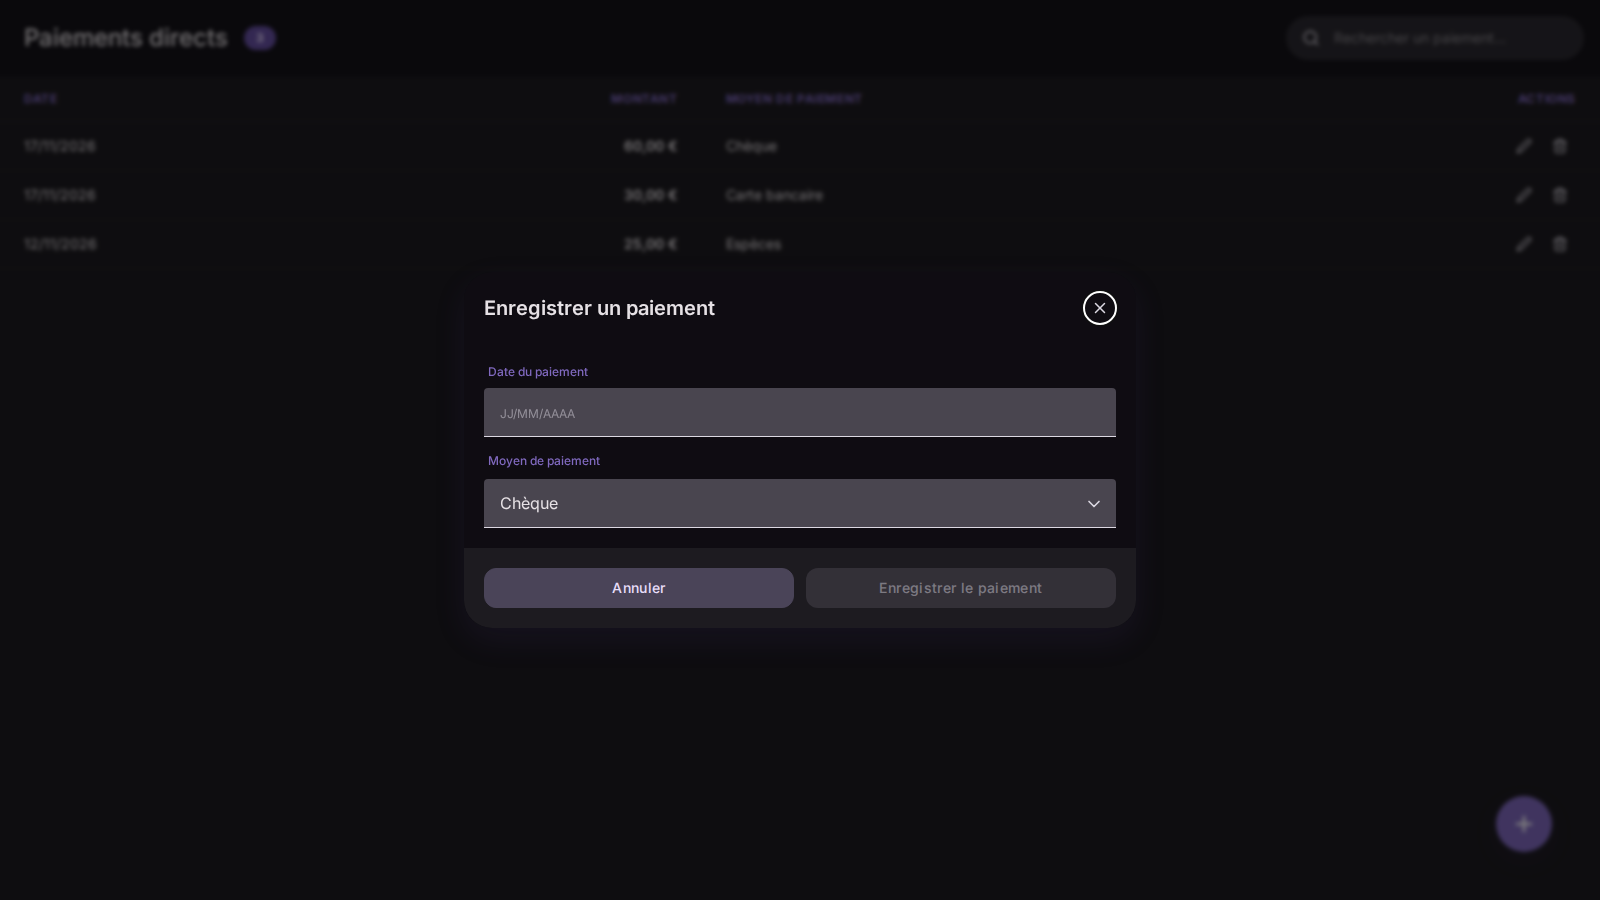 Paiements directs 3
Rechercher un paiement...
DATE MONTANT MOYEN DE PAIEMENT ACTIONS
17/11/2026 60,00 € Chèque
17/11/2026 30,00 € Carte bancaire
12/11/2026 25,00 € Espèces
Enregistrer un paiement
Date du paiement
JJ/MM/AAAA
Moyen de paiement
Chèque
Annuler
Enregistrer le paiement